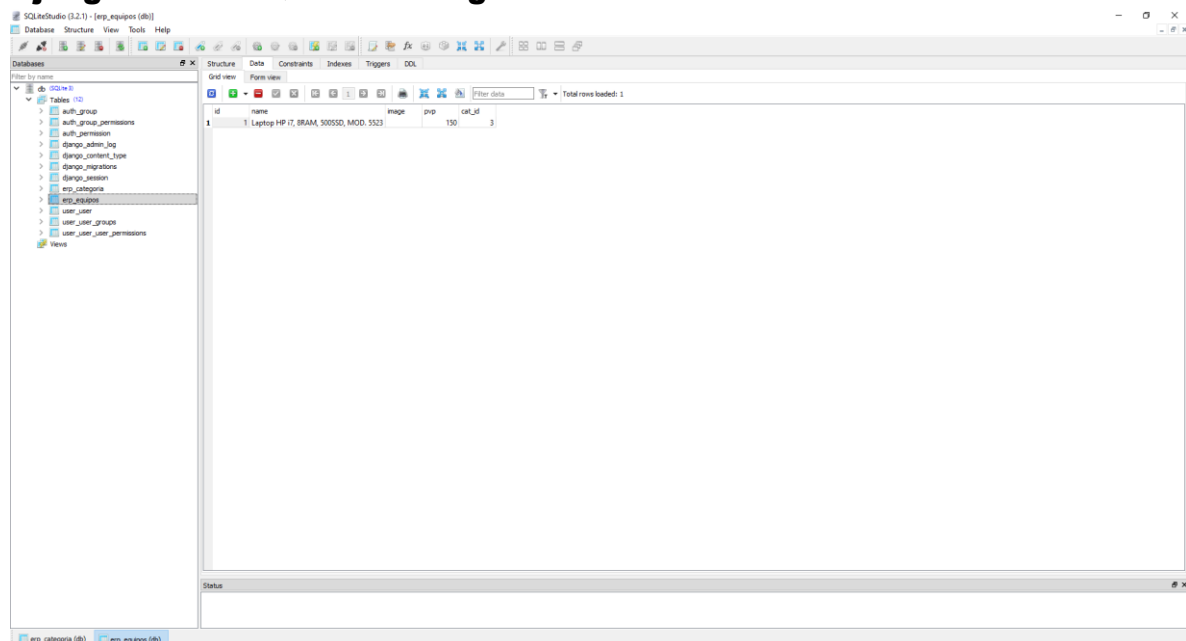 SQLiteStudio (3.2.1) - [erp_equipos (db)]
Database Structure View Tools Help
Databases
Structure Data Constraints Indexes Triggers DDL
Filter by name
Grid view Form view
db (SQLite 3)
Filter data Total rows loaded: 1
Tables (12)
id name image pvp cat_id
1 1 Laptop HP i7, 8RAM, 500SSD, MOD. 5523 150 3
auth_group
auth_group_permissions
auth_permission
django_admin_log
django_content_type
django_migrations
django_session
erp_categoria
erp_equipos
user_user
user_user_groups
user_user_user_permissions
Views
Status
erp_categoria (db) erp_equipos (db)